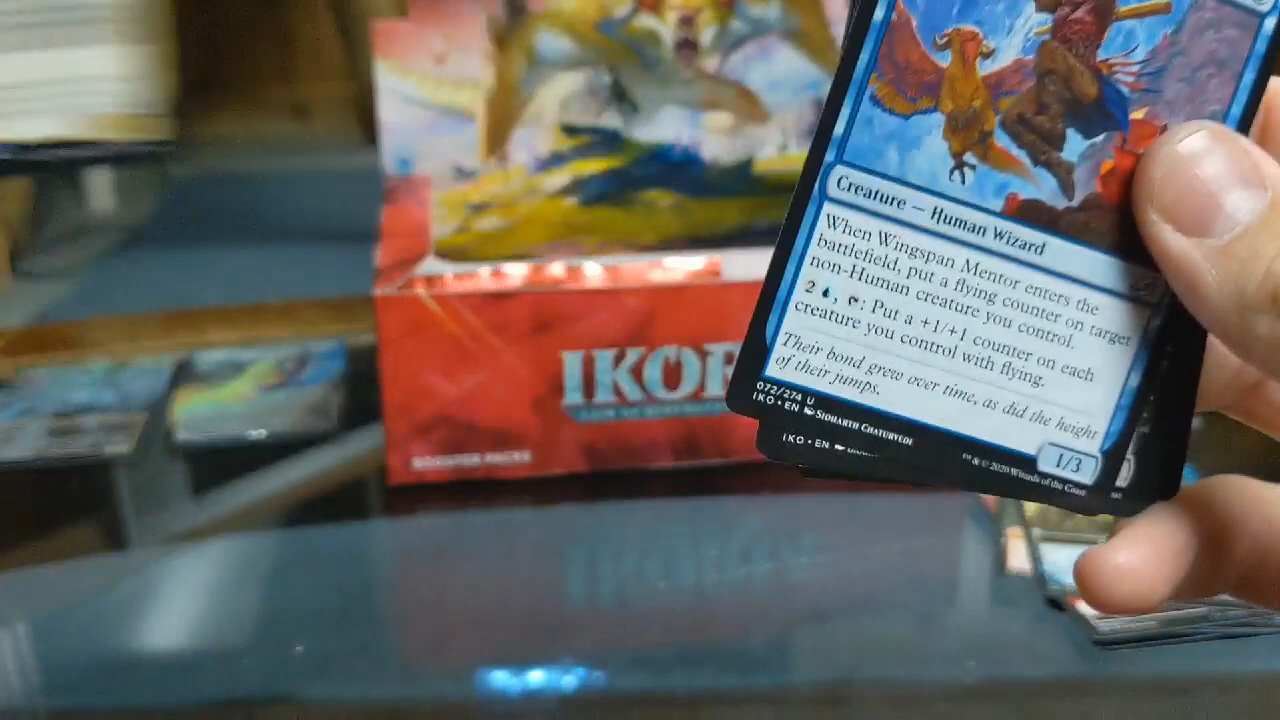 Creature — Human Wizard
When Wingspan Mentor enters the
battlefield, put a flying counter on target
non-Human creature you control.
2, : Put a +1/+1 counter on each
creature you control with flying.
Their bond grew over time, as did the height
of their jumps.
072/274 U
IKO • EN SIDHARTH CHATURVEDI
1/3
™ & © 2020 Wizards of the Coast
IKO • EN
IKOR
BOOSTER PACKS